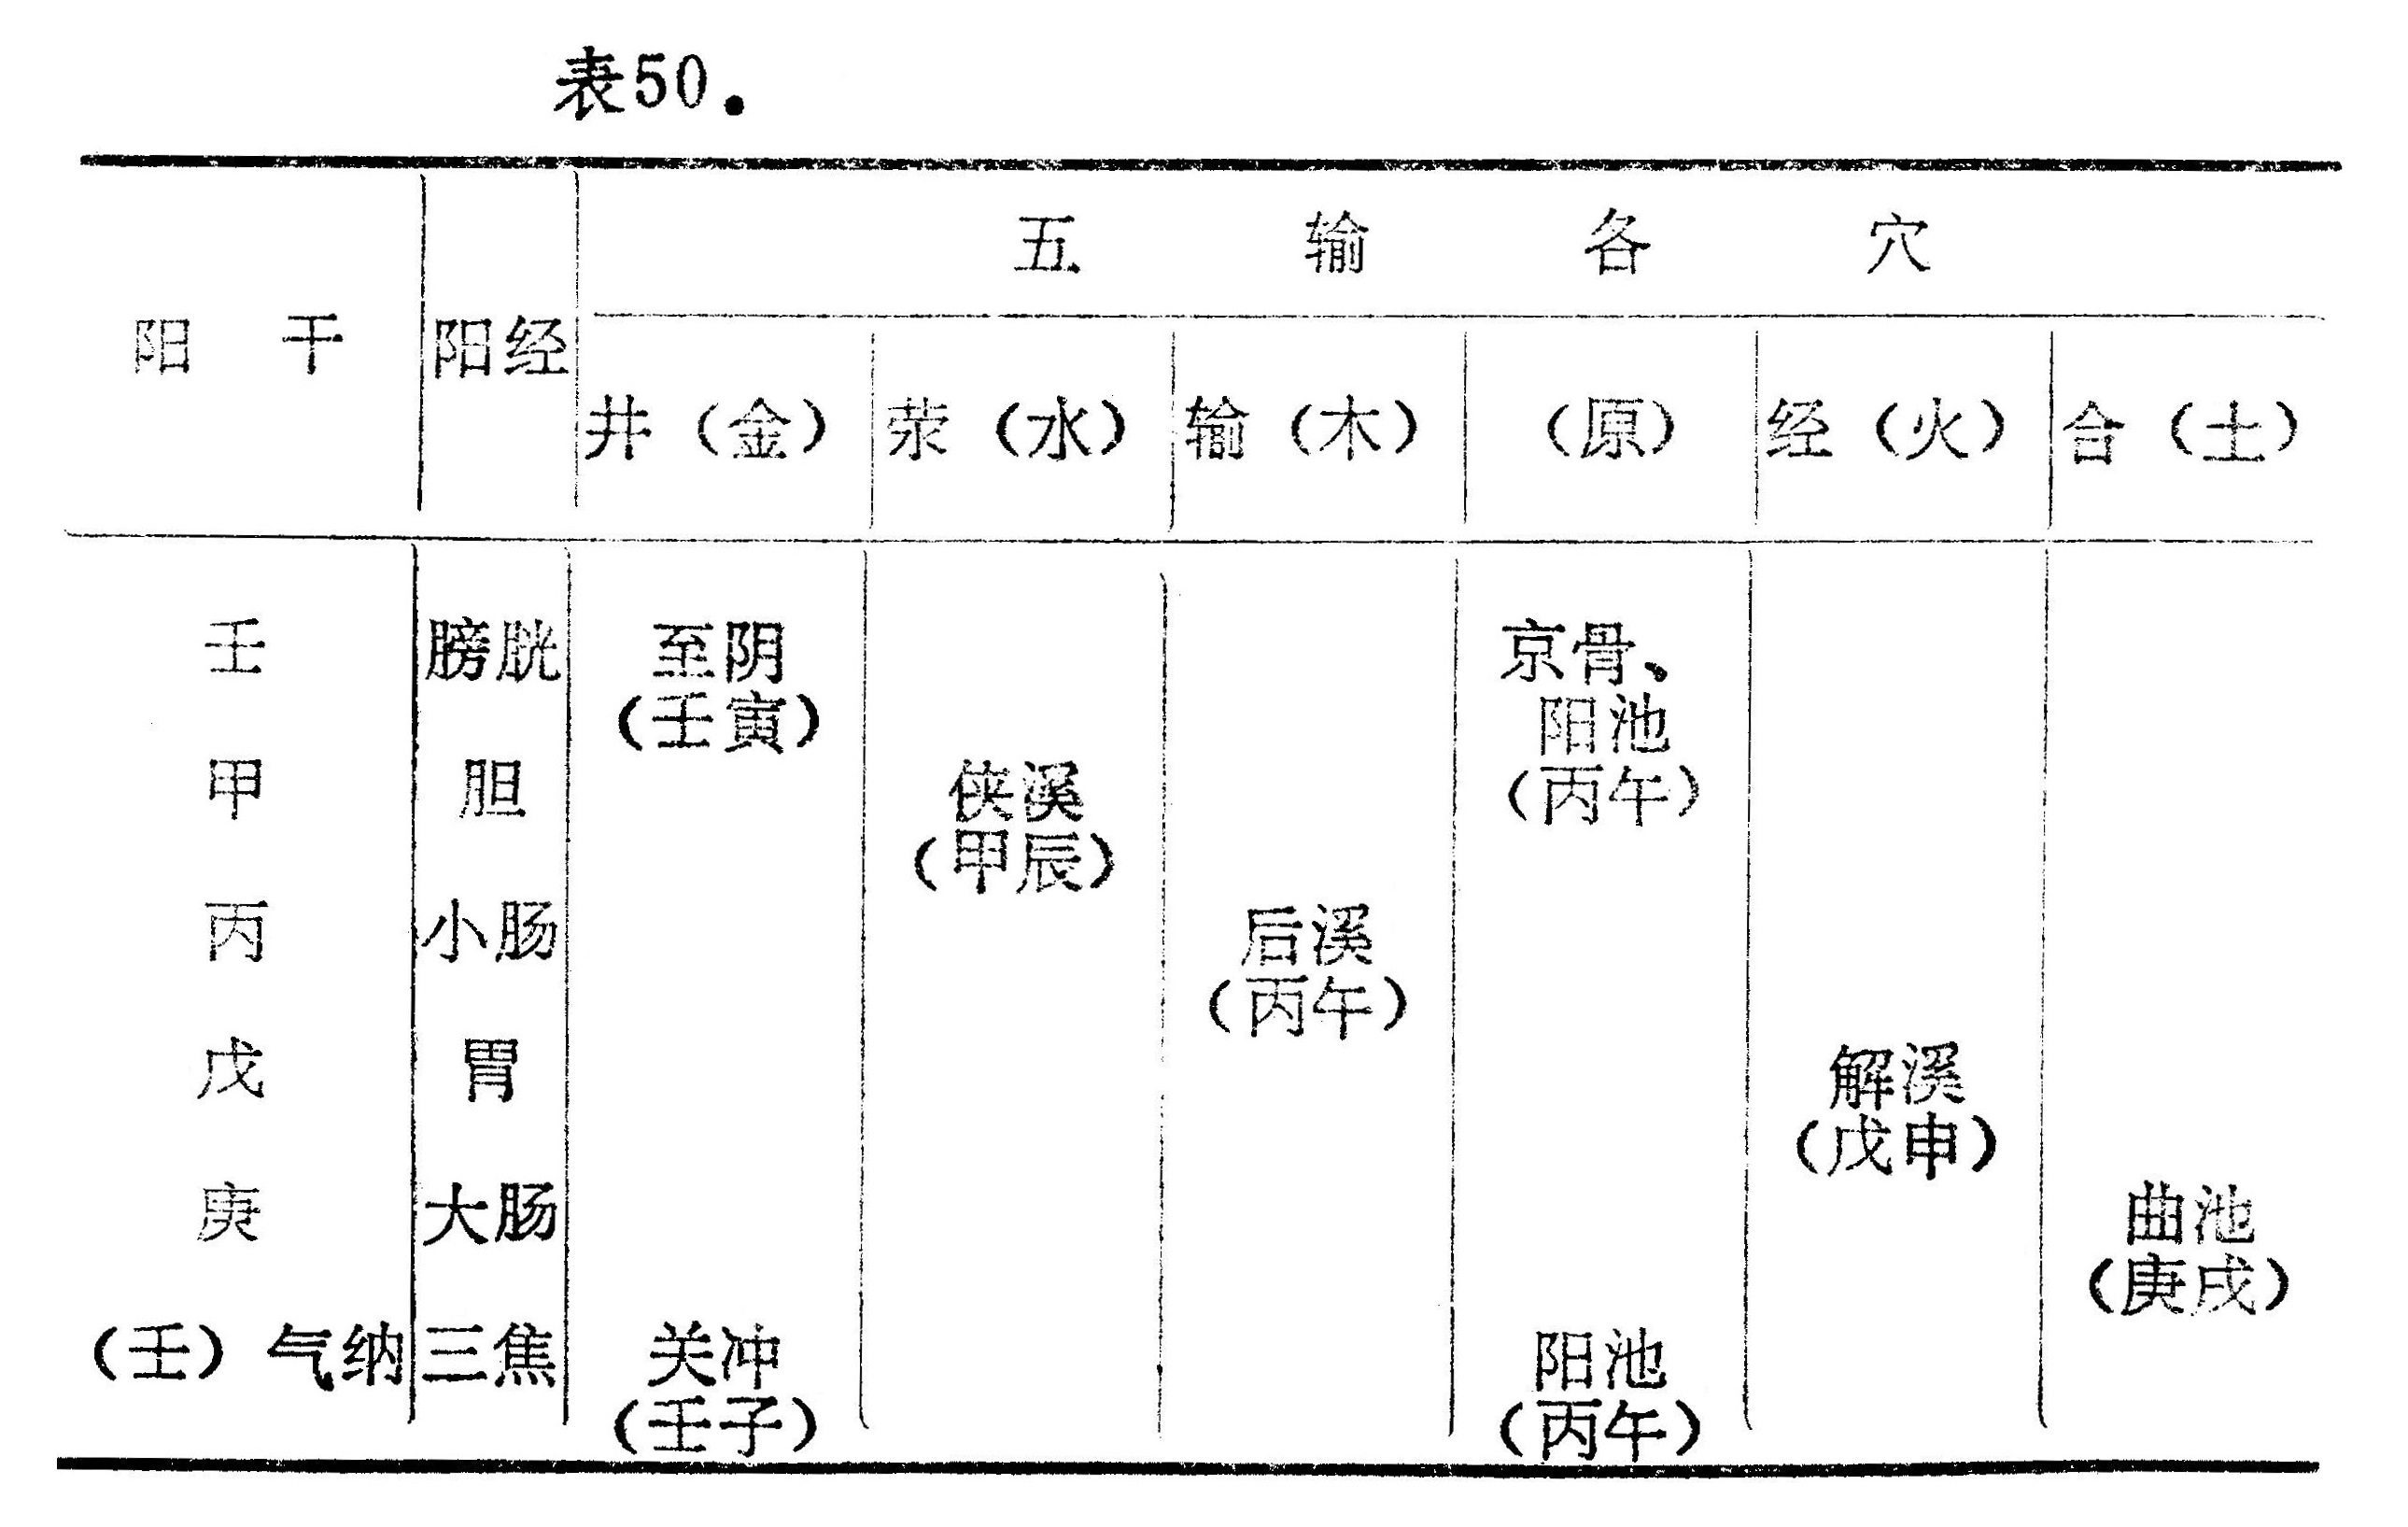 表50.
五输各穴
阳干 阳经
井（金） 荥（水） 输（木） （原） 经（火） 合（土）
壬 膀胱 至阴 京骨、
（壬寅） 阳池
甲 胆 侠溪 （丙午）
（甲辰）
丙 小肠 后溪
（丙午）
戊 胃 解溪
（戊申）
庚 大肠 曲池
（庚戌）
（壬）气纳 三焦 关冲 阳池
（壬子） （丙午）